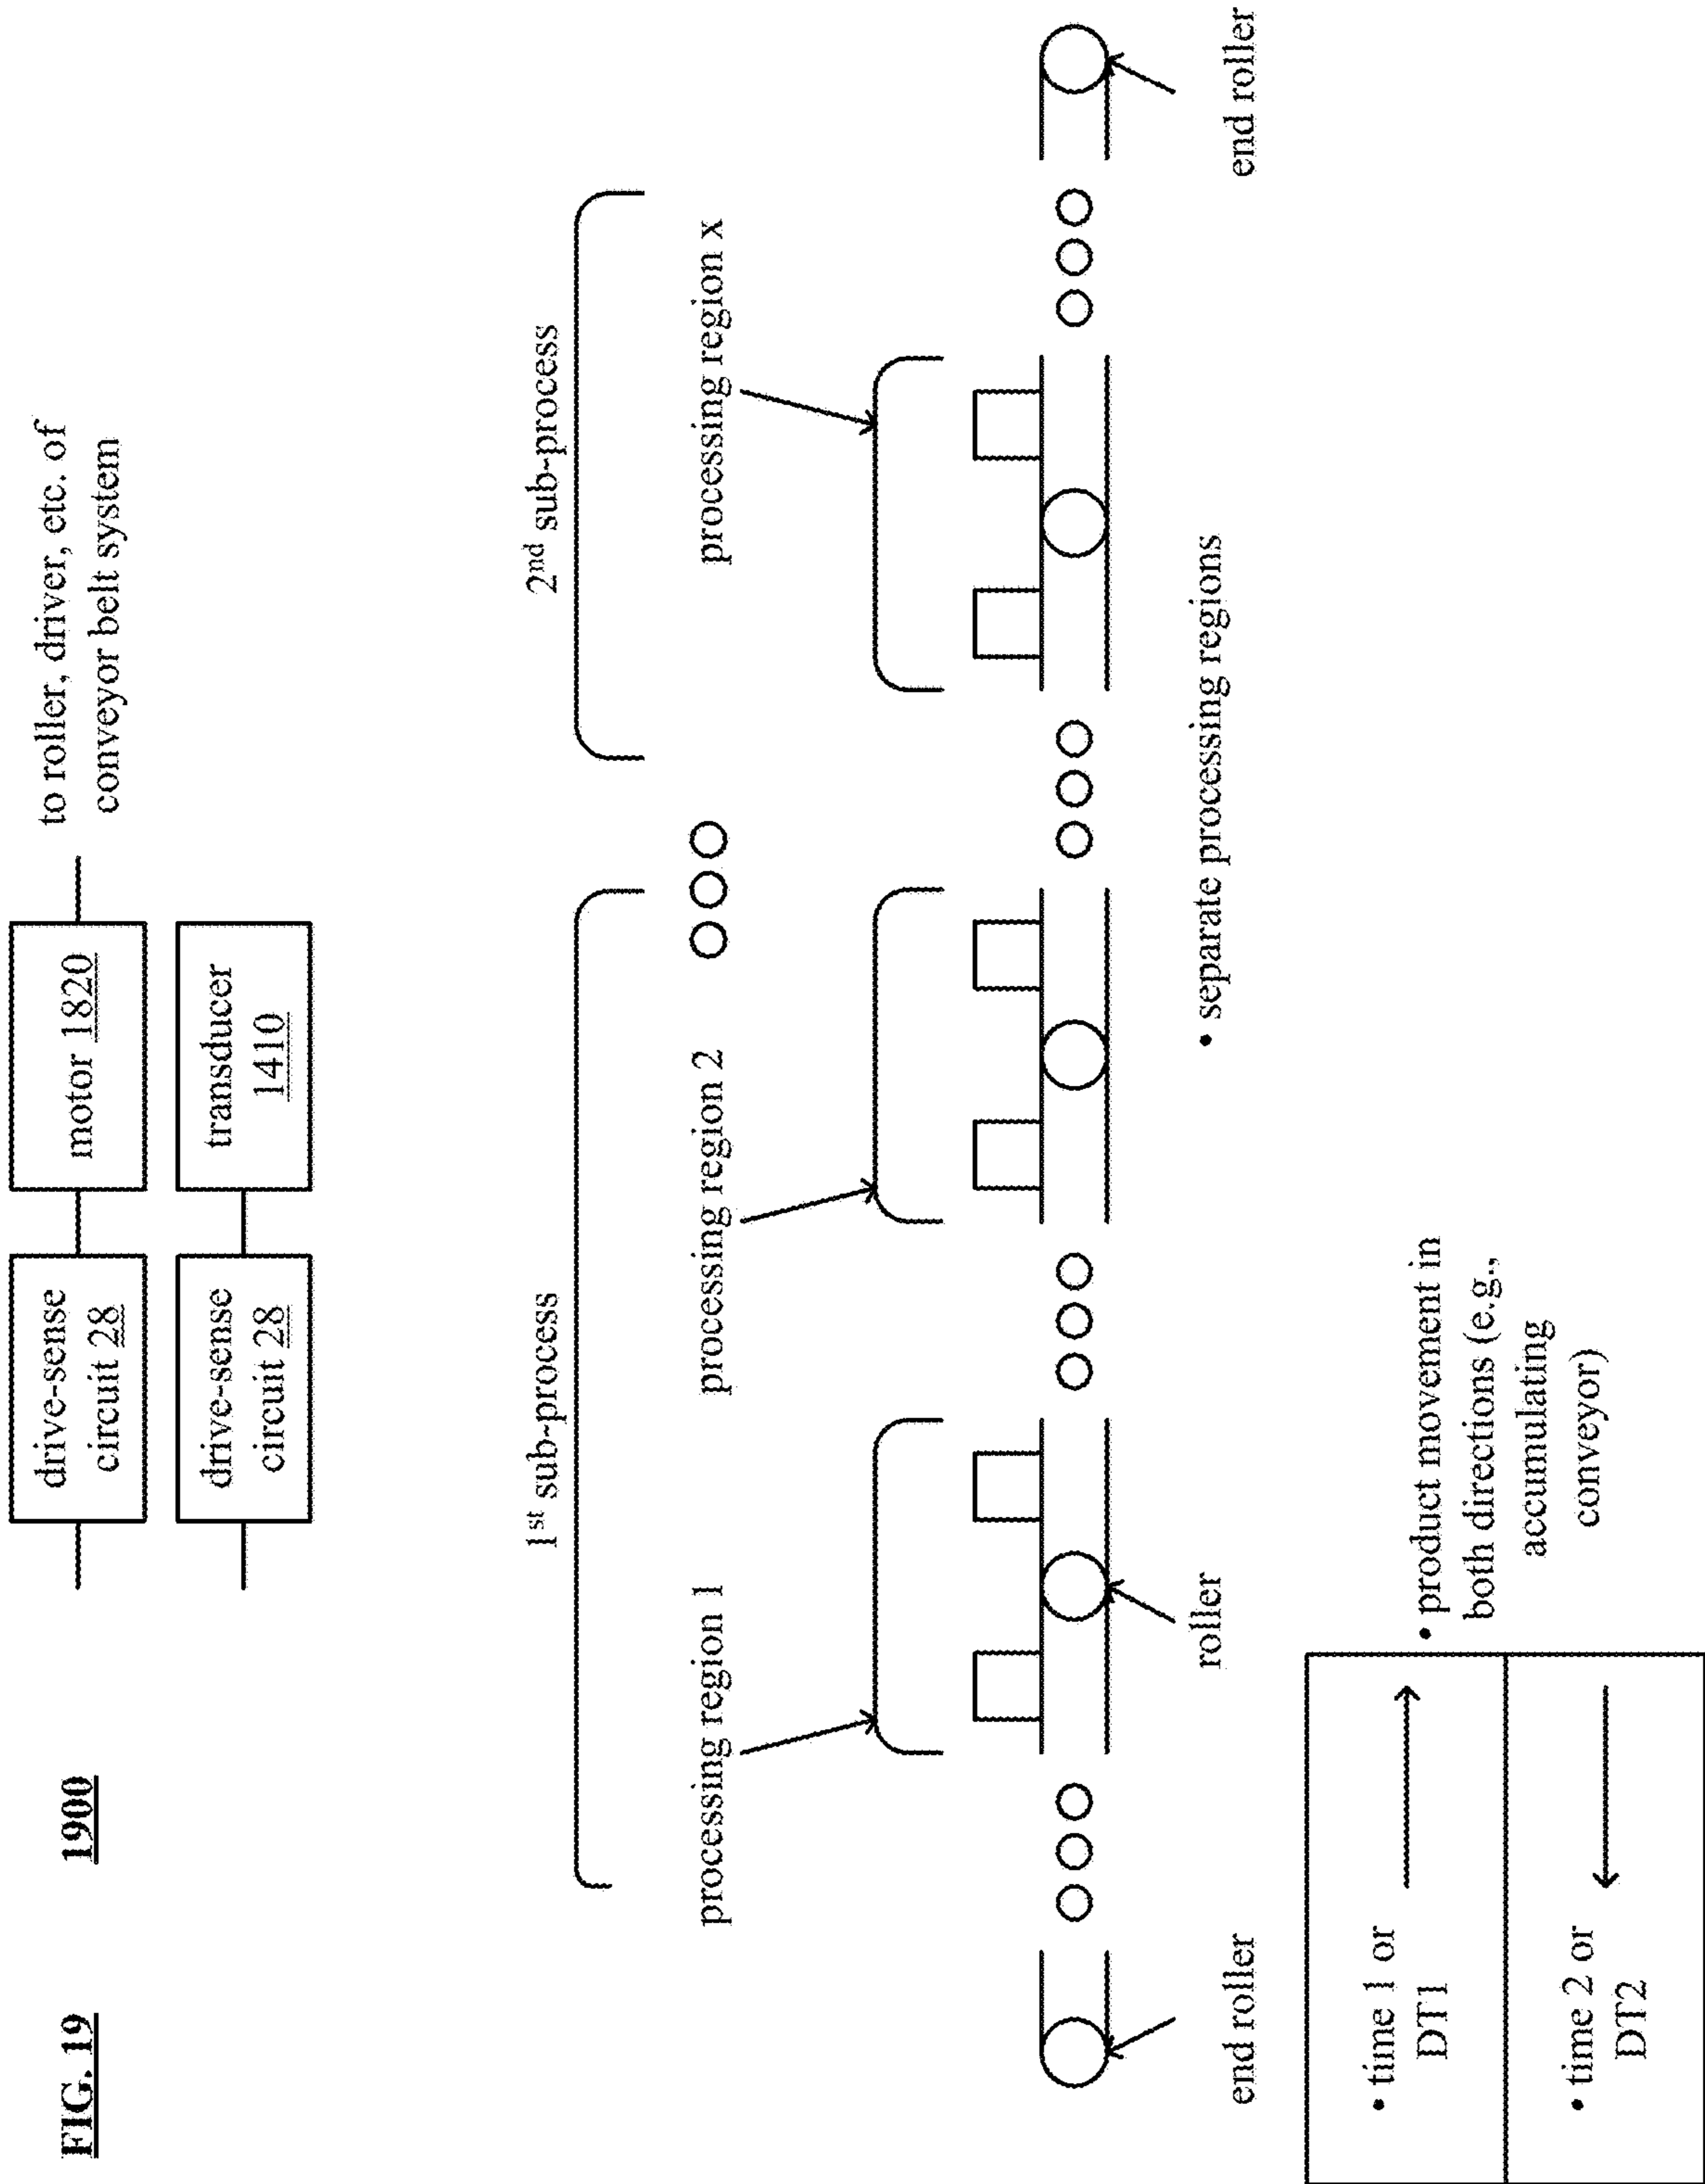 FIG. 19
1900
drive-sense
circuit 28
motor 1820
to roller, driver, etc. of
conveyor belt system
drive-sense
circuit 28
transducer
1410
1st sub-process
2nd sub-process
processing region 1
processing region 2
processing region x
end roller
roller
• separate processing regions
end roller
• time 1 or
DT1
• time 2 or
DT2
• product movement in
both directions (e.g.,
accumulating
conveyor)